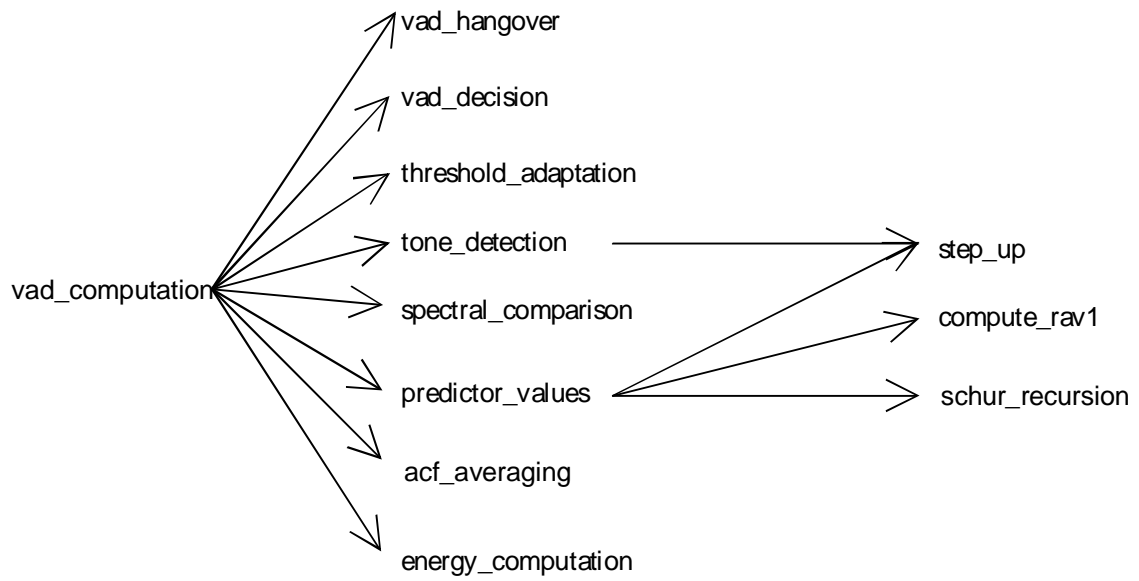 vad_hangover
vad_decision
threshold_adaptation
tone_detection
step_up
vad_computation
spectral_comparison
compute_rav1
predictor_values
schur_recursion
acf_averaging
energy_computation